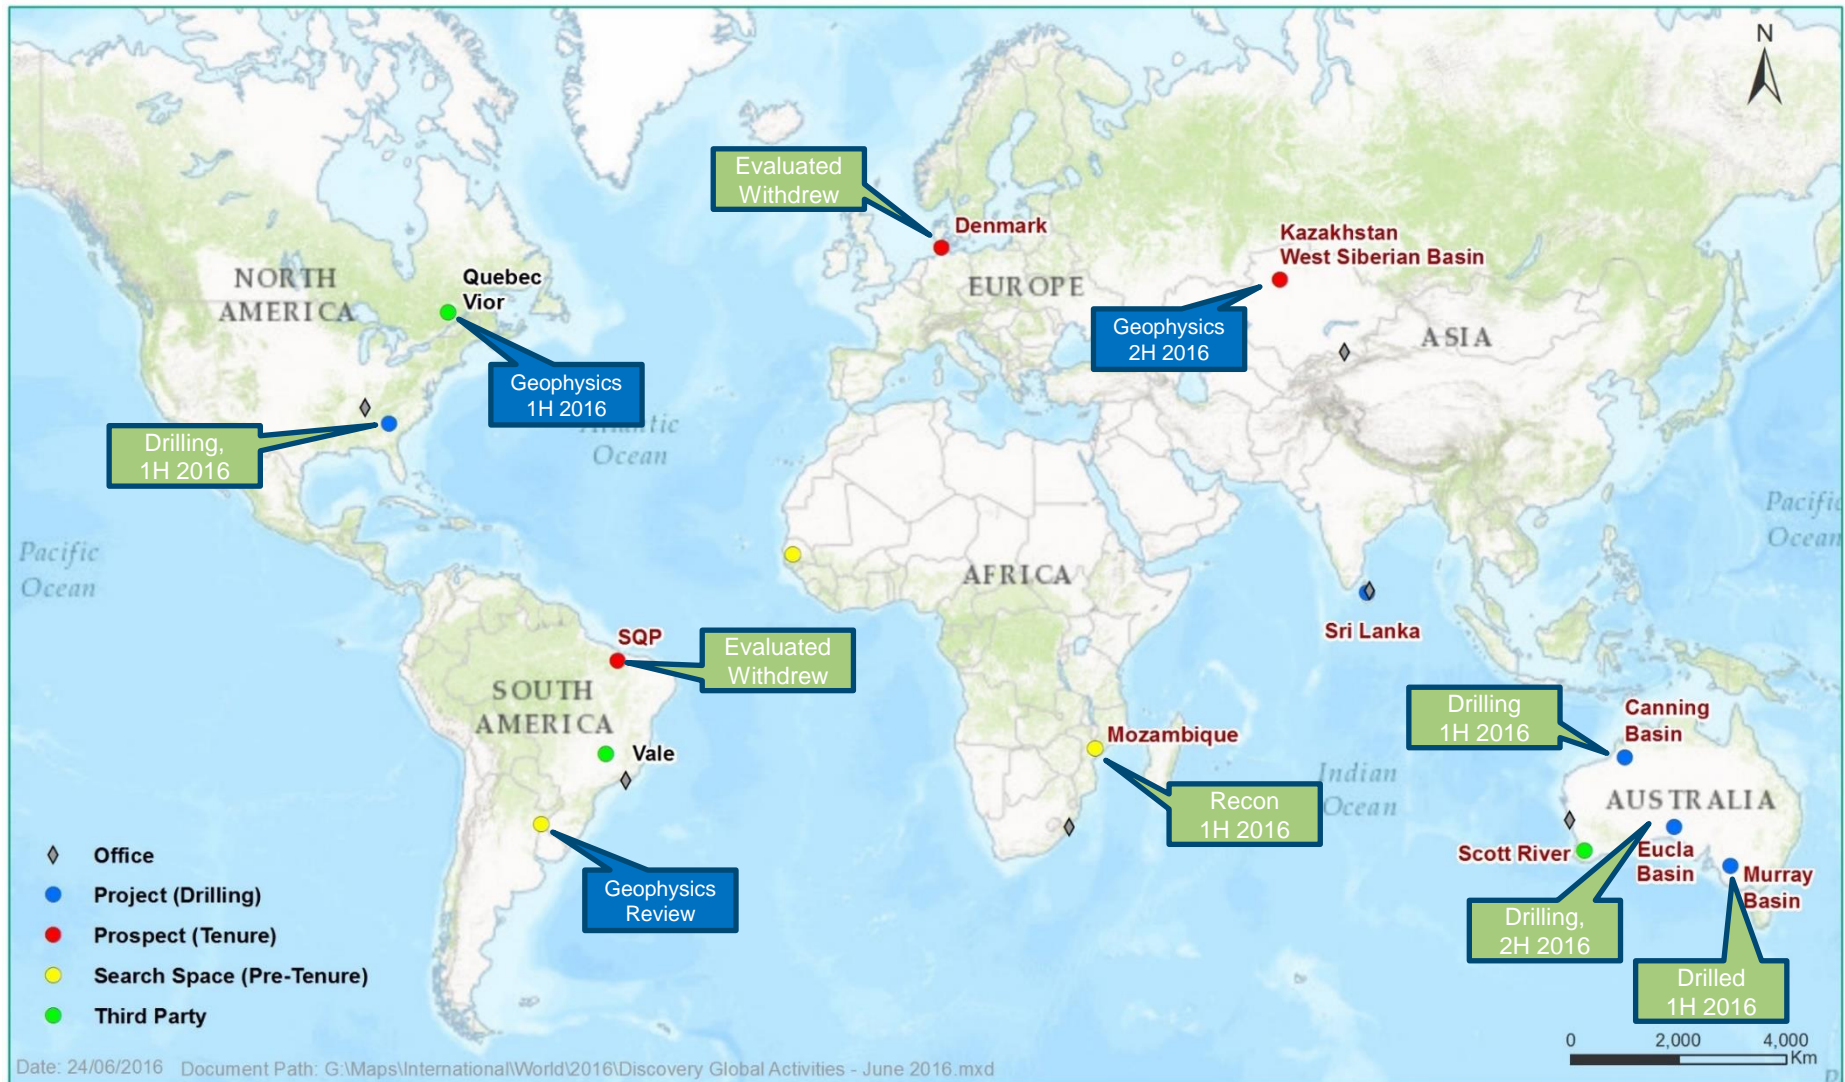 N
Evaluated
Withdrew
Denmark
Kazakhstan
West Siberian Basin
NORTH
AMERICA
Quebec
Vior
EUROPE
Geophysics
2H 2016
ASIA
Geophysics
1H 2016
Atlantic
Ocean
Drilling,
1H 2016
Pacific
Ocean
Pacific
Ocean
AFRICA
Sri Lanka
SQP
Evaluated
Withdrew
SOUTH
AMERICA
Vale
Mozambique
Drilling
1H 2016
Canning
Basin
Indian
Ocean
Recon
1H 2016
AUSTRALIA
Scott River
Eucla
Basin
Murray
Basin
Geophysics
Review
Drilling,
2H 2016
Drilled
1H 2016
Office
Project (Drilling)
Prospect (Tenure)
Search Space (Pre-Tenure)
Third Party
0 2,000 4,000
Km
Date: 24/06/2016 Document Path: G:\Maps\International\World\2016\Discovery Global Activities - June 2016.mxd